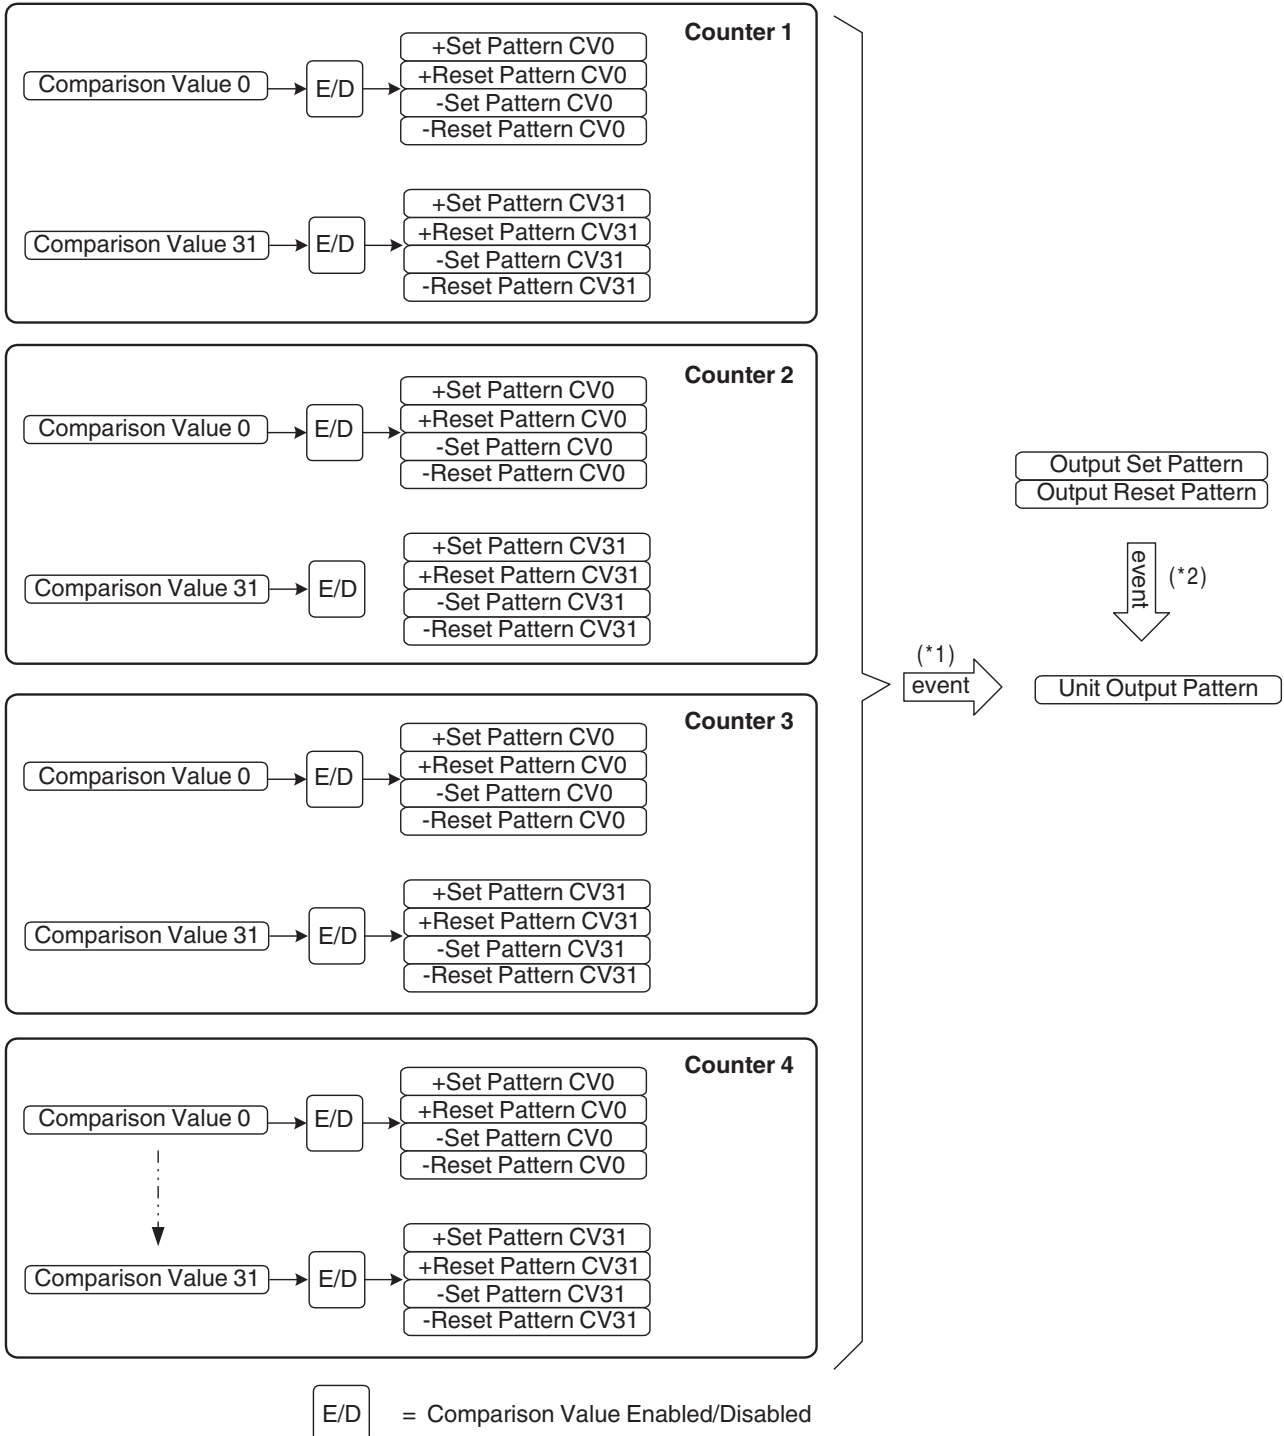 Counter 1
+Set Pattern CV0
Comparison Value 0
E/D
+Reset Pattern CV0
-Set Pattern CV0
-Reset Pattern CV0
+Set Pattern CV31
Comparison Value 31
E/D
+Reset Pattern CV31
-Set Pattern CV31
-Reset Pattern CV31
Counter 2
+Set Pattern CV0
Comparison Value 0
E/D
+Reset Pattern CV0
-Set Pattern CV0
-Reset Pattern CV0
+Set Pattern CV31
Comparison Value 31
E/D
+Reset Pattern CV31
-Set Pattern CV31
-Reset Pattern CV31
Counter 3
+Set Pattern CV0
Comparison Value 0
E/D
+Reset Pattern CV0
-Set Pattern CV0
-Reset Pattern CV0
+Set Pattern CV31
Comparison Value 31
E/D
+Reset Pattern CV31
-Set Pattern CV31
-Reset Pattern CV31
Counter 4
+Set Pattern CV0
Comparison Value 0
E/D
+Reset Pattern CV0
-Set Pattern CV0
-Reset Pattern CV0
+Set Pattern CV31
Comparison Value 31
E/D
+Reset Pattern CV31
-Set Pattern CV31
-Reset Pattern CV31
(*1)
event
Output Set Pattern
Output Reset Pattern
event
(*2)
Unit Output Pattern
E/D = Comparison Value Enabled/Disabled